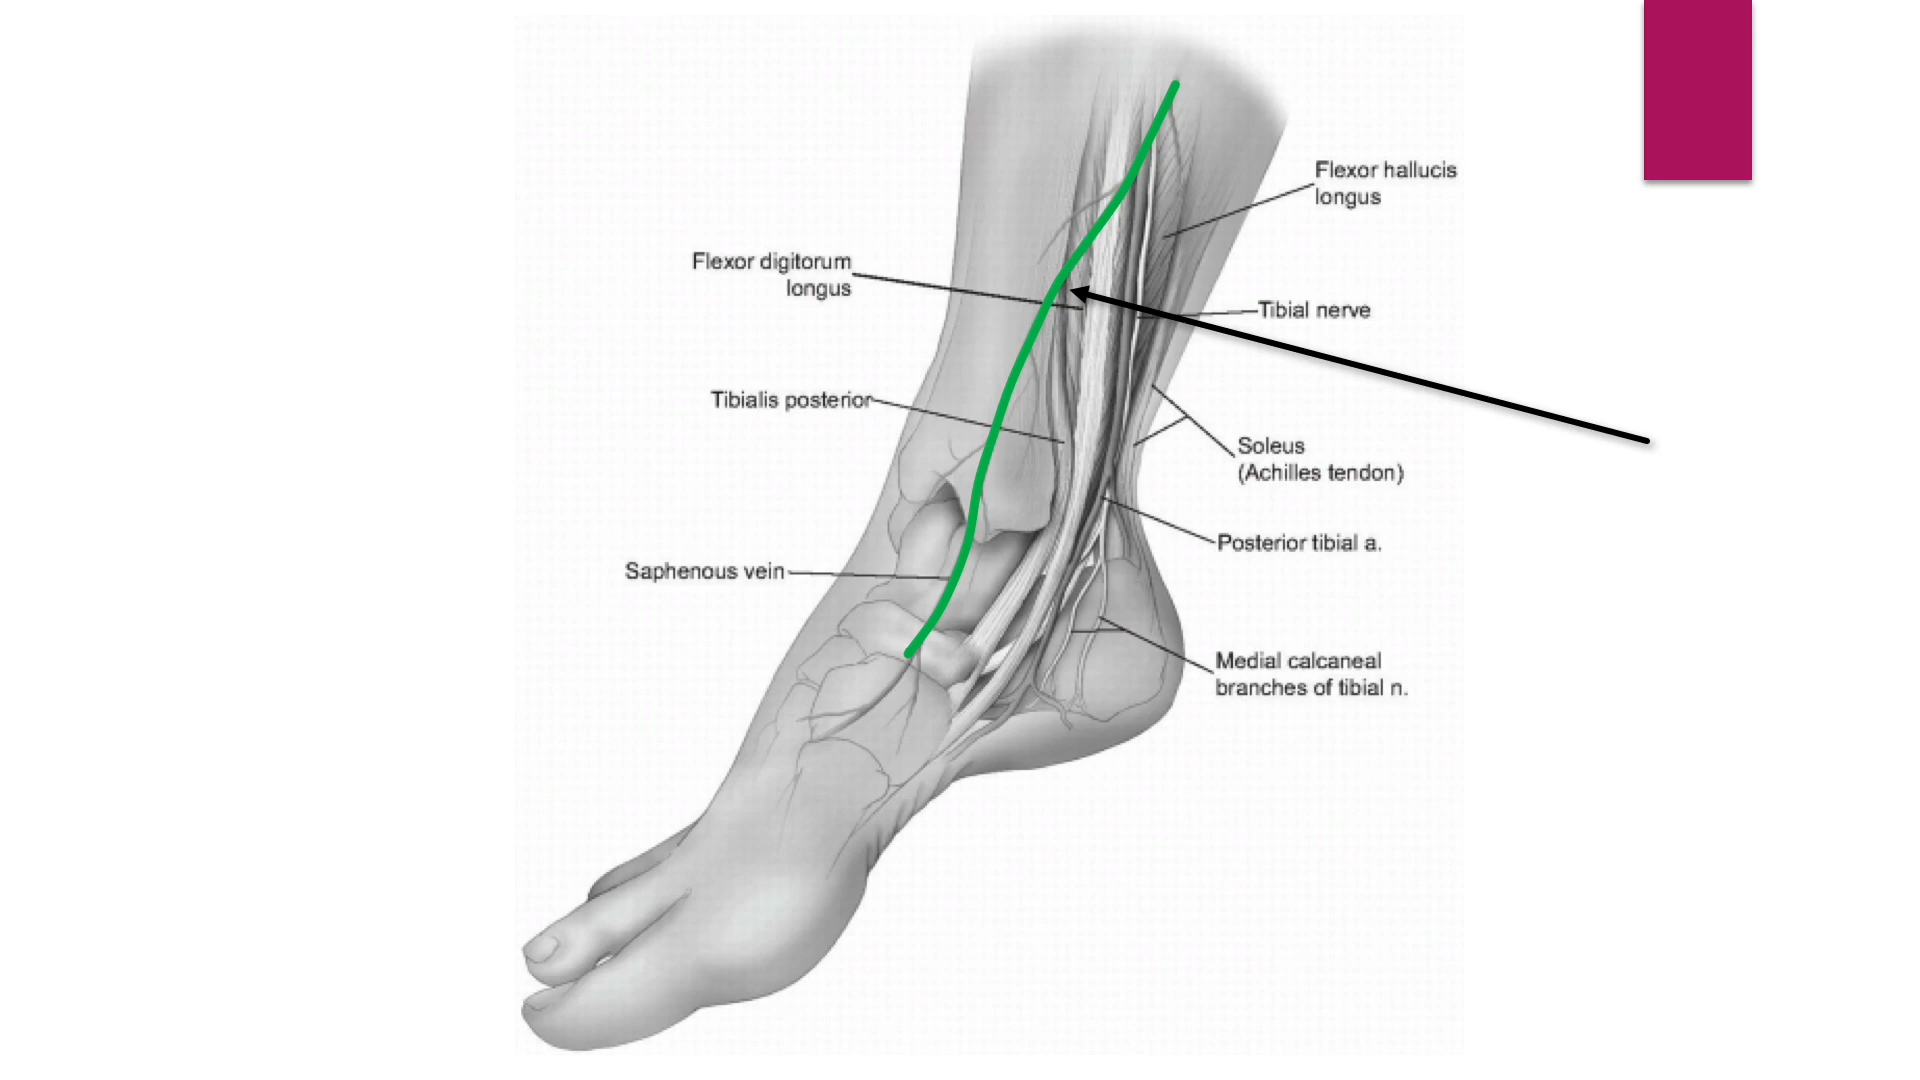 Flexor hallucis
longus
Flexor digitorum
longus
Tibial nerve
Tibialis posterior
Soleus
(Achilles tendon)
Posterior tibial a.
Saphenous vein
Medial calcaneal
branches of tibial n.